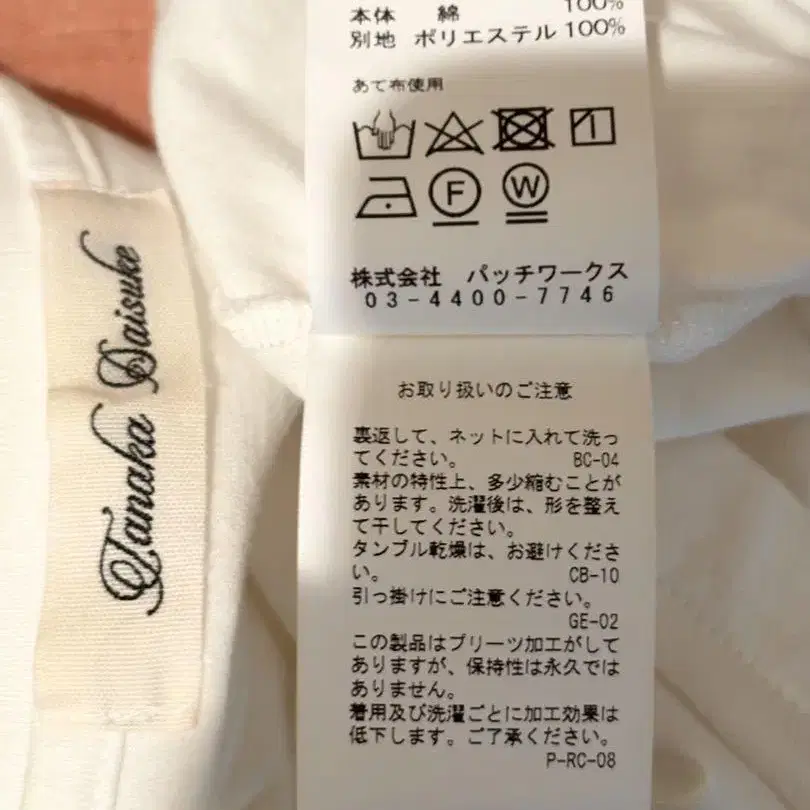 本体 綿 100%
別地 ポリエステル 100%
あて布使用
F
W
株式会社 パッチワークス
03-4400-7746
お取り扱いのご注意
裏返して、ネットに入れて洗っ
てください。 BC-04
素材の特性上、多少縮むことが
あります。洗濯後は、形を整え
て干してください。
タンブル乾燥は、お避けくださ
い。 CB-10
引っ掛けにご注意ください。
GE-02
この製品はプリーツ加工がして
ありますが、保持性は永久では
ありません。
着用及び洗濯ごとに加工効果は
低下します。ご了承ください。
P-RC-08
Tanaka Daisuke